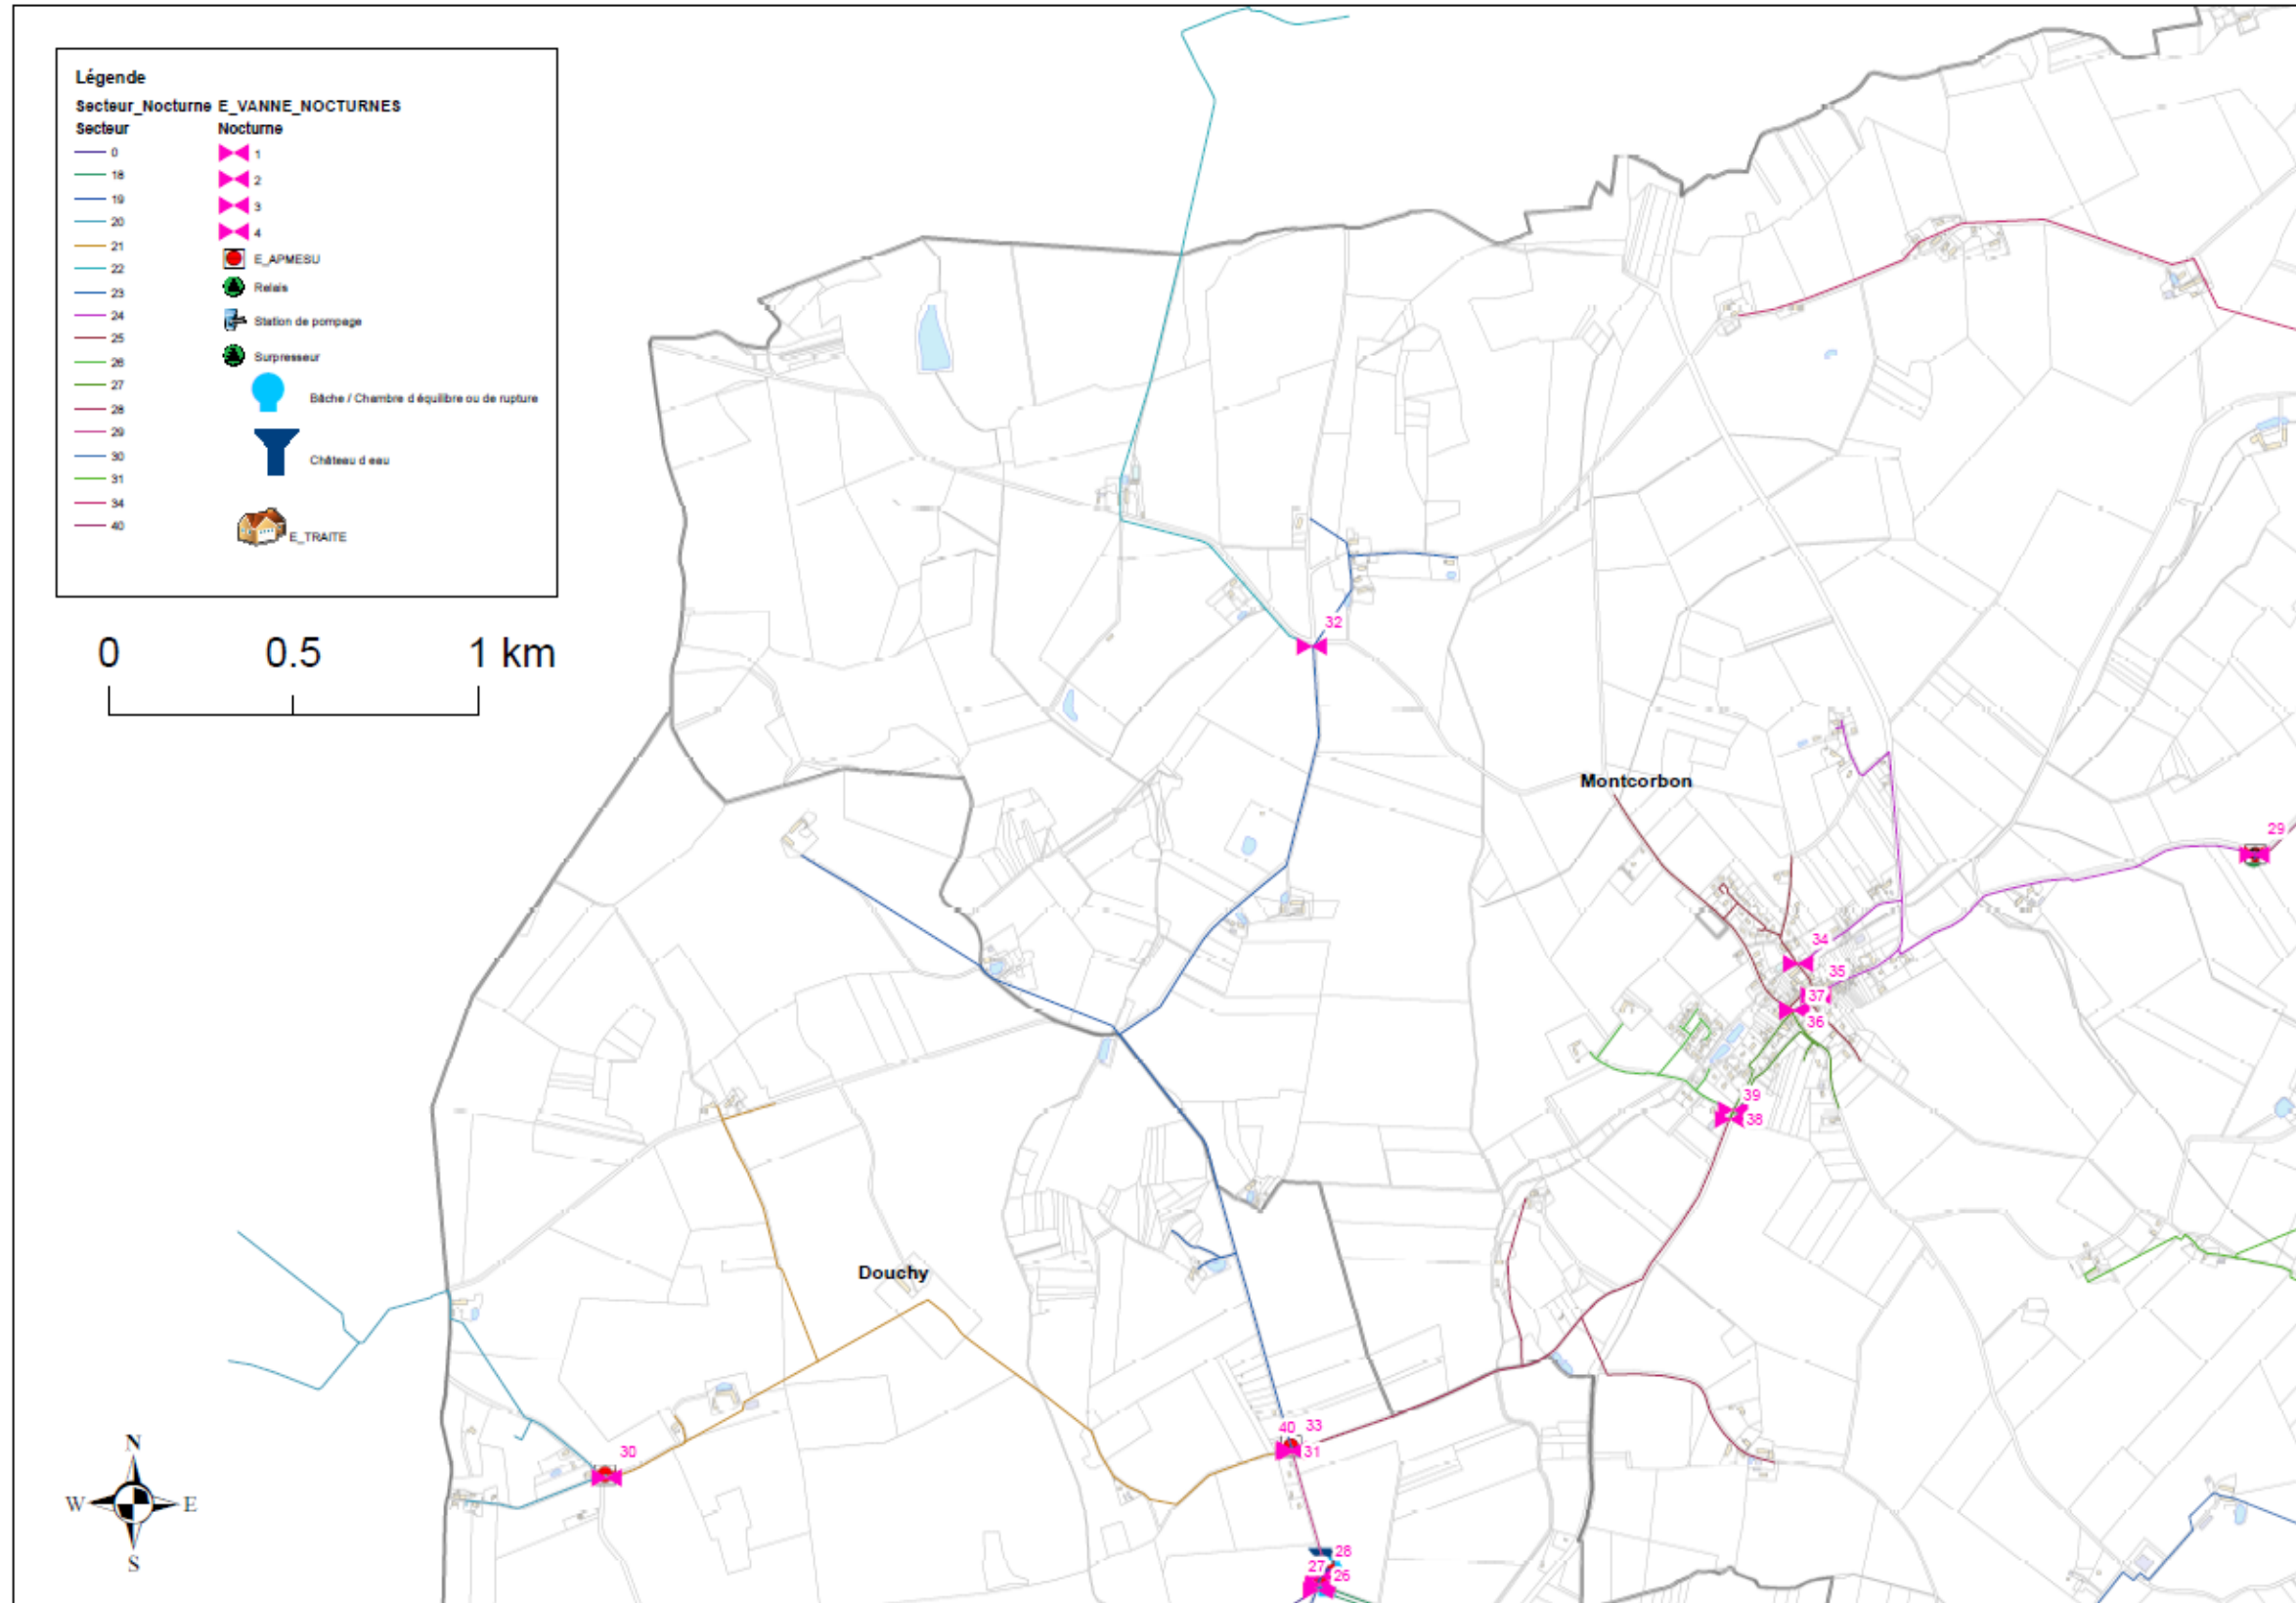 Légende
Secteur_Nocturne E_VANNE_NOCTURNES
Secteur Nocturne
0 1
18 2
19 3
20 4
21 E_APMESU
22
23 Relais
24 Station de pompage
25
26 Surpresseur
27
28 Bâche / Chambre d équilibre ou de rupture
29
30 Château d eau
31
34
40 E_TRAITE
0 0.5 1 km
32
Montcorbon
29
34
35
37
36
39
38
Douchy
40 33
31
30
N
W E
S
28
27
26